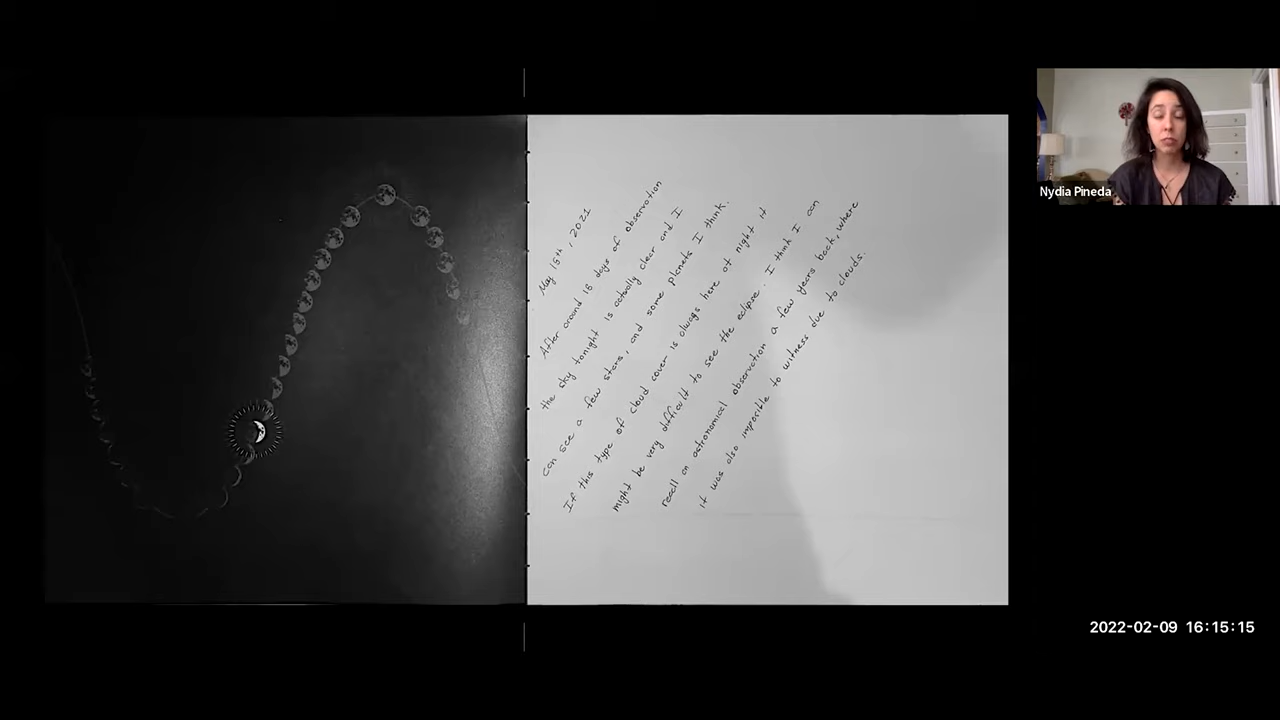 May 15th, 2021
After around 18 days of observation
the sky tonight is actually clear and I
can see a few stars, and some planets I think.
If this type of cloud cover is always here at night it
might be very difficult to see the eclipse. I think I can
recall an astronomical observation a few years back, where
it was also imposible to witness due to clouds.
Nydia Pineda
2022-02-09 16:15:15